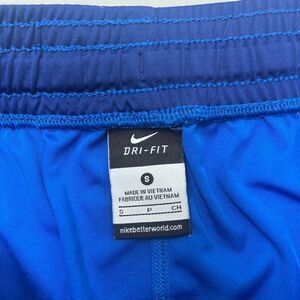 DRI-FIT
S
MADE IN VIETNAM
FABRIQUÉ AU VIETNAM
S P CH
nikebetterworld.com